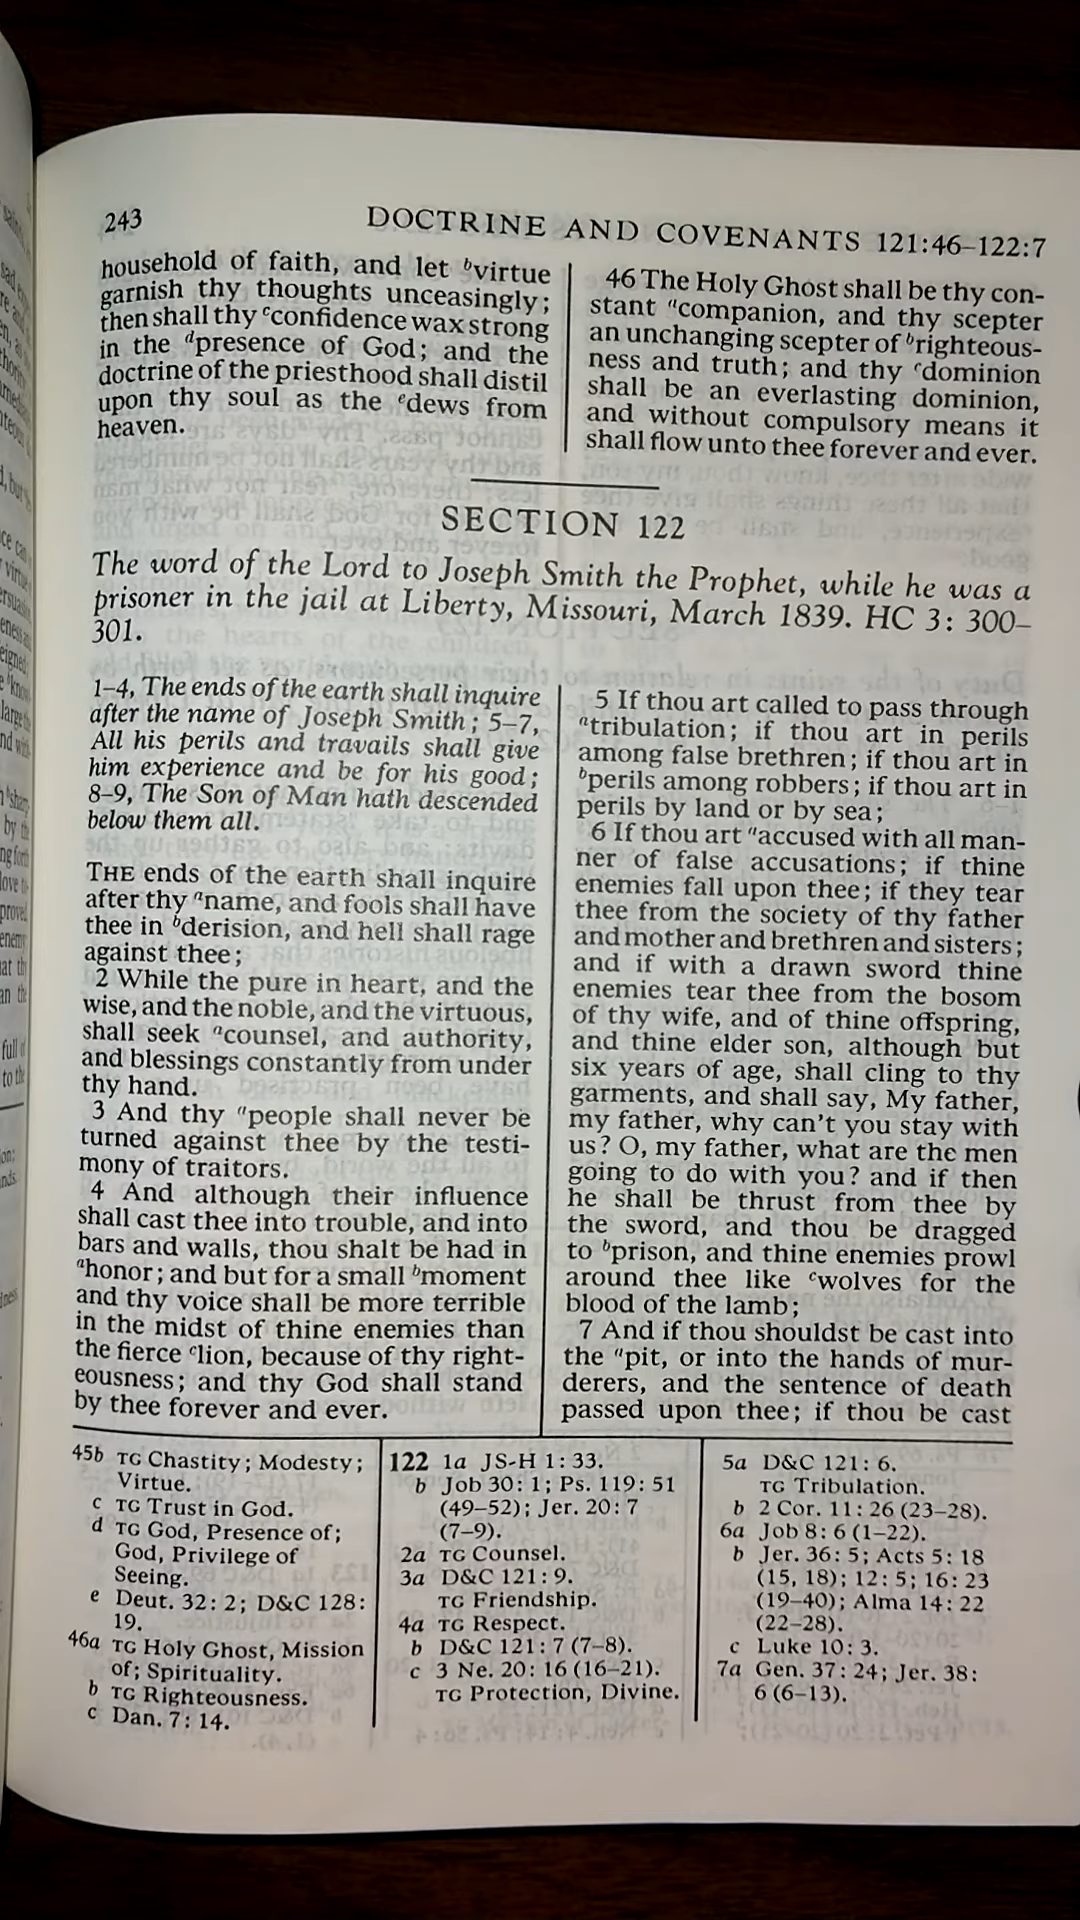 243
DOCTRINE AND COVENANTS 121:46–122:7
household of faith, and let bvirtue
garnish thy thoughts unceasingly;
then shall thy cconfidence wax strong
in the dpresence of God; and the
doctrine of the priesthood shall distil
upon thy soul as the edews from
heaven.
46 The Holy Ghost shall be thy con-
stant acompanion, and thy scepter
an unchanging scepter of brighteous-
ness and truth; and thy cdominion
shall be an everlasting dominion,
and without compulsory means it
shall flow unto thee forever and ever.
SECTION 122
The word of the Lord to Joseph Smith the Prophet, while he was a
prisoner in the jail at Liberty, Missouri, March 1839. HC 3: 300–
301.
1–4, The ends of the earth shall inquire
after the name of Joseph Smith; 5–7,
All his perils and travails shall give
him experience and be for his good;
8–9, The Son of Man hath descended
below them all.
THE ends of the earth shall inquire
after thy aname, and fools shall have
thee in bderision, and hell shall rage
against thee;
2 While the pure in heart, and the
wise, and the noble, and the virtuous,
shall seek acounsel, and authority,
and blessings constantly from under
thy hand.
3 And thy apeople shall never be
turned against thee by the testi-
mony of traitors.
4 And although their influence
shall cast thee into trouble, and into
bars and walls, thou shalt be had in
ahonor; and but for a small bmoment
and thy voice shall be more terrible
in the midst of thine enemies than
the fierce clion, because of thy right-
eousness; and thy God shall stand
by thee forever and ever.
5 If thou art called to pass through
atribulation; if thou art in perils
among false brethren; if thou art in
bperils among robbers; if thou art in
perils by land or by sea;
6 If thou art aaccused with all man-
ner of false accusations; if thine
enemies fall upon thee; if they tear
thee from the society of thy father
and mother and brethren and sisters;
and if with a drawn sword thine
enemies tear thee from the bosom
of thy wife, and of thine offspring,
and thine elder son, although but
six years of age, shall cling to thy
garments, and shall say, My father,
my father, why can't you stay with
us? O, my father, what are the men
going to do with you? and if then
he shall be thrust from thee by
the sword, and thou be dragged
to bprison, and thine enemies prowl
around thee like cwolves for the
blood of the lamb;
7 And if thou shouldst be cast into
the apit, or into the hands of mur-
derers, and the sentence of death
passed upon thee; if thou be cast
45b TG Chastity; Modesty;
Virtue.
c TG Trust in God.
d TG God, Presence of;
God, Privilege of
Seeing.
e Deut. 32: 2; D&C 128:
19.
46a TG Holy Ghost, Mission
of; Spirituality.
b TG Righteousness.
c Dan. 7: 14.
122 1a JS-H 1: 33.
b Job 30: 1; Ps. 119: 51
(49–52); Jer. 20: 7
(7–9).
2a TG Counsel.
3a D&C 121: 9.
TG Friendship.
4a TG Respect.
b D&C 121: 7 (7–8).
c 3 Ne. 20: 16 (16–21).
TG Protection, Divine.
5a D&C 121: 6.
TG Tribulation.
b 2 Cor. 11: 26 (23–28).
6a Job 8: 6 (1–22).
b Jer. 36: 5; Acts 5: 18
(15, 18); 12: 5; 16: 23
(19–40); Alma 14: 22
(22–28).
c Luke 10: 3.
7a Gen. 37: 24; Jer. 38:
6 (6–13).